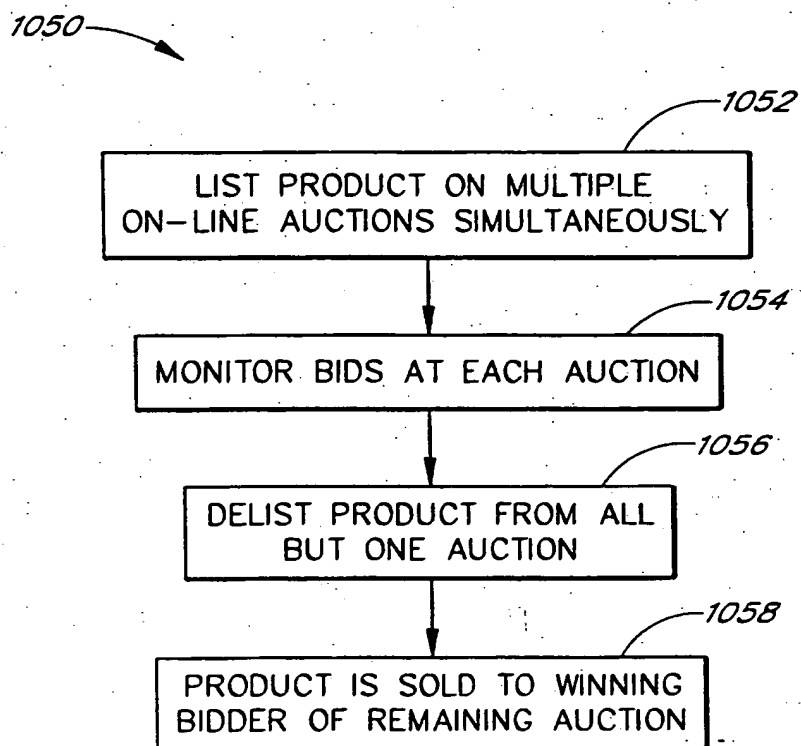 1050
1052
LIST PRODUCT ON MULTIPLE
ON-LINE AUCTIONS SIMULTANEOUSLY
1054
MONITOR BIDS AT EACH AUCTION
1056
DELIST PRODUCT FROM ALL
BUT ONE AUCTION
1058
PRODUCT IS SOLD TO WINNING
BIDDER OF REMAINING AUCTION